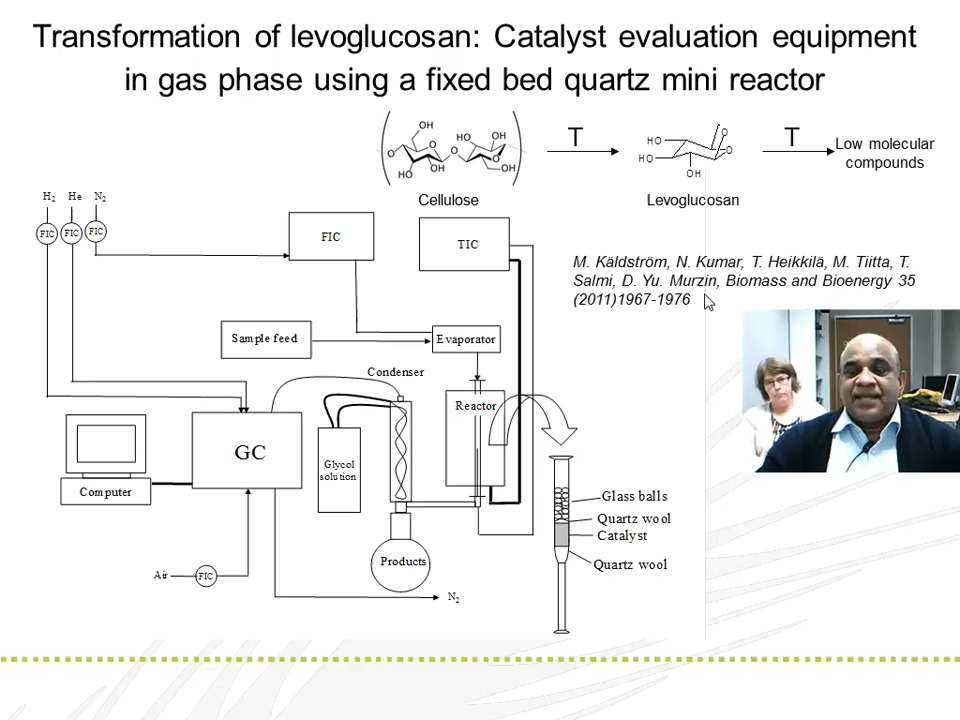 Transformation of levoglucosan: Catalyst evaluation equipment
in gas phase using a fixed bed quartz mini reactor
OH
HO
OH
O
O
O
OH
HO
O
OH
Cellulose
T
HO
HO
OH
O
O
Levoglucosan
T
Low molecular
compounds
H2 He N2
FIC FIC FIC
FIC
TIC
M. Käldström, N. Kumar, T. Heikkilä, M. Tiitta, T.
Salmi, D. Yu. Murzin, Biomass and Bioenergy 35
(2011)1967-1976
Sample feed
Evaporator
Condenser
Reactor
GC
Glycol
solution
Computer
Glass balls
Quartz wool
Catalyst
Quartz wool
Products
Air FIC
N2